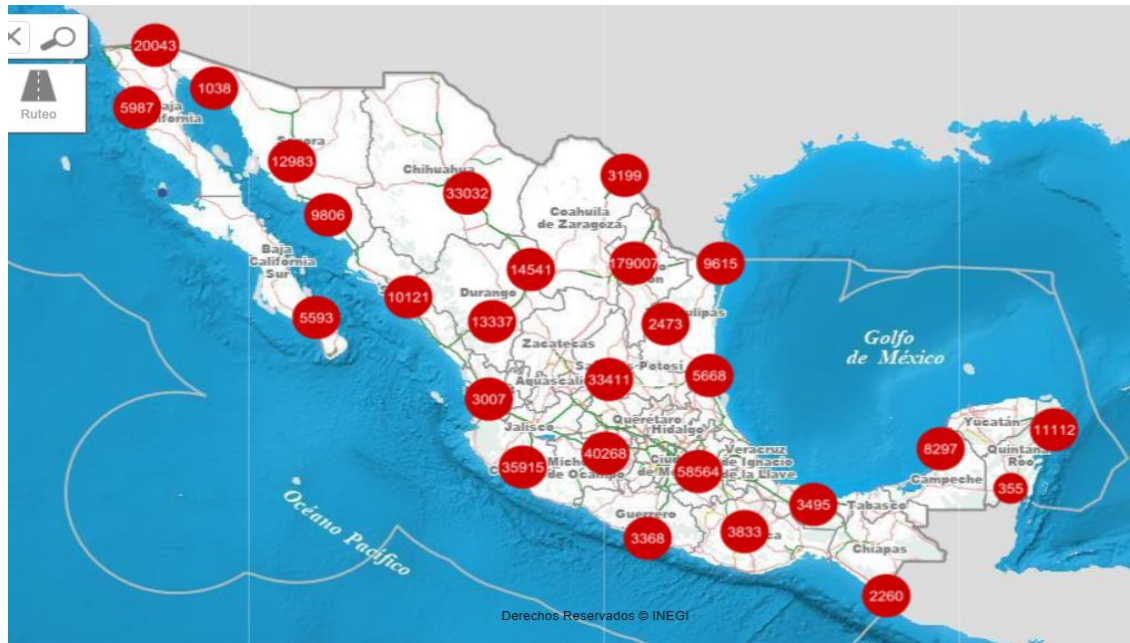 20043
1038
Ruteo
5987
12983
Chihuahua
33032
3199
9806
Coahuila
de Zaragoza
Baja
California
Sur
14541
179007
9615
10121
Durango
5593
13337
2473
Golfo
de México
Zacatecas
33411
5668
3007
Jalisco
Querétaro
Hidalgo
Yucatán
11112
35915
40268
58564
Veracruz
de Ignacio
de la Llave
8297
Quintana
Roo
Campeche
355
Océano Pacífico
Guerrero
3495
Tabasco
3368
3833
Chiapas
2260
Derechos Reservados © INEGI